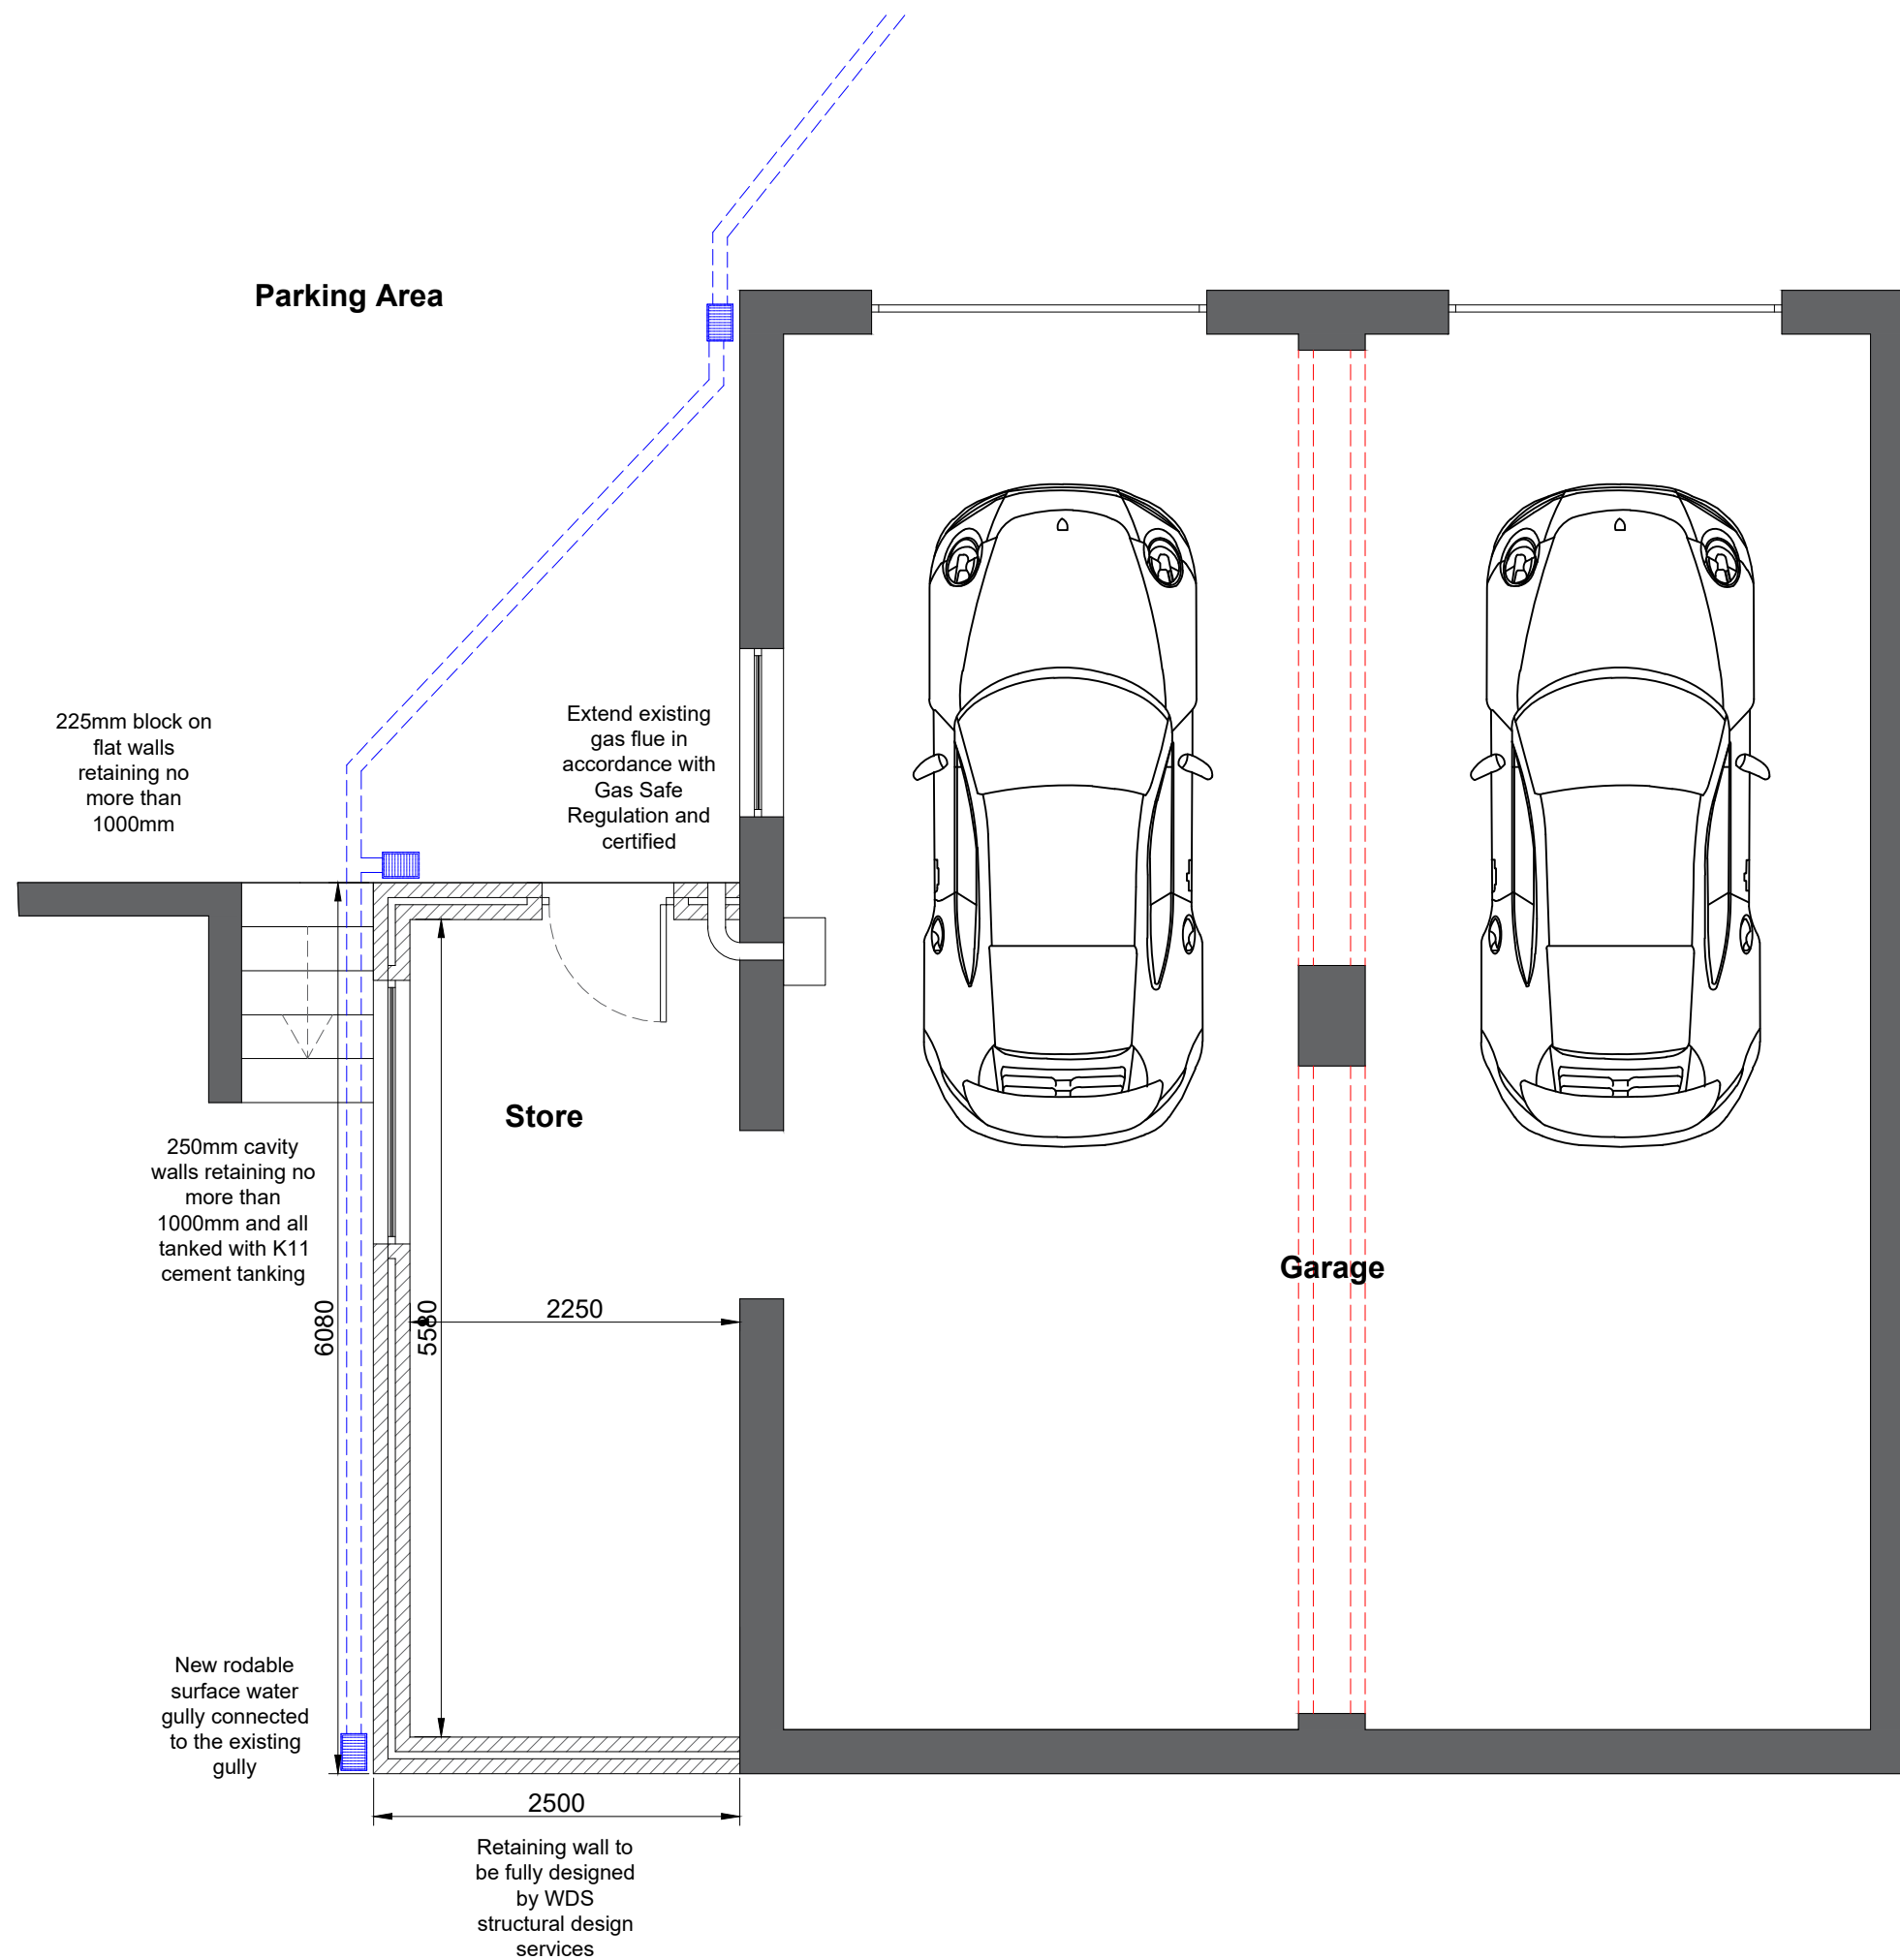 Parking Area
225mm block on
flat walls
retaining no
more than
1000mm
Extend existing
gas flue in
accordance with
Gas Safe
Regulation and
certified
Store
250mm cavity
walls retaining no
more than
1000mm and all
tanked with K11
cement tanking
Garage
6080
5580
2250
New rodable
surface water
gully connected
to the existing
gully
2500
Retaining wall to
be fully designed
by WDS
structural design
services